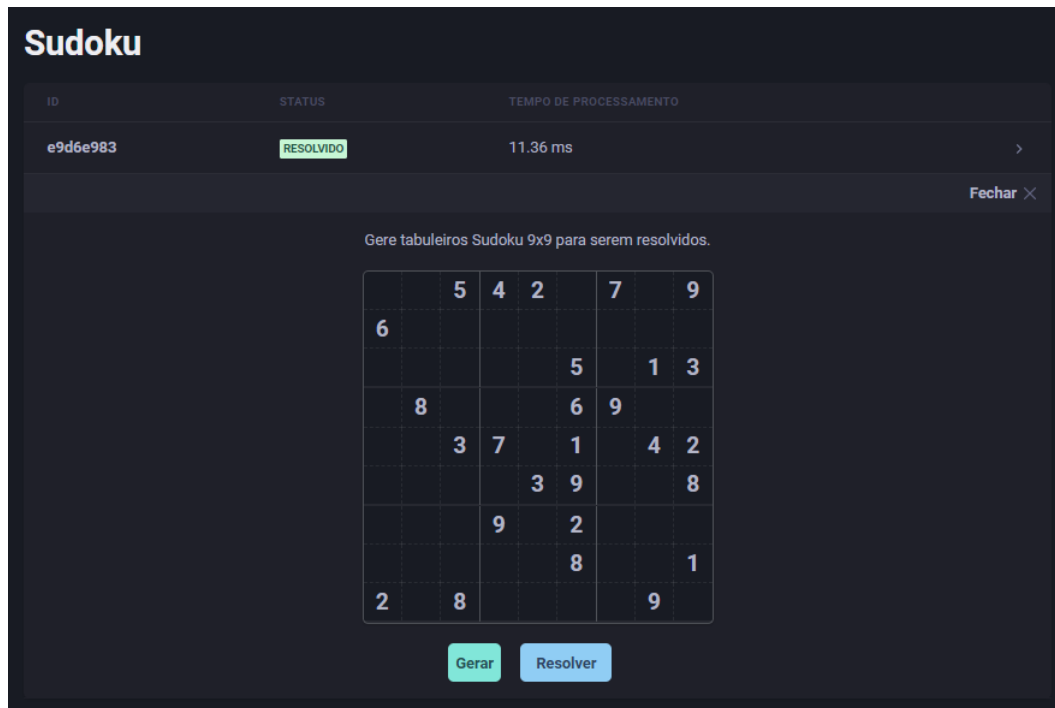 Sudoku
ID STATUS TEMPO DE PROCESSAMENTO
e9d6e983 RESOLVIDO 11.36 ms
Fechar
Gere tabuleiros Sudoku 9x9 para serem resolvidos.
5 4 2 7 9
6
5 1 3
8 6 9
3 7 1 4 2
3 9 8
9 2
8 1
2 8 9
Gerar Resolver